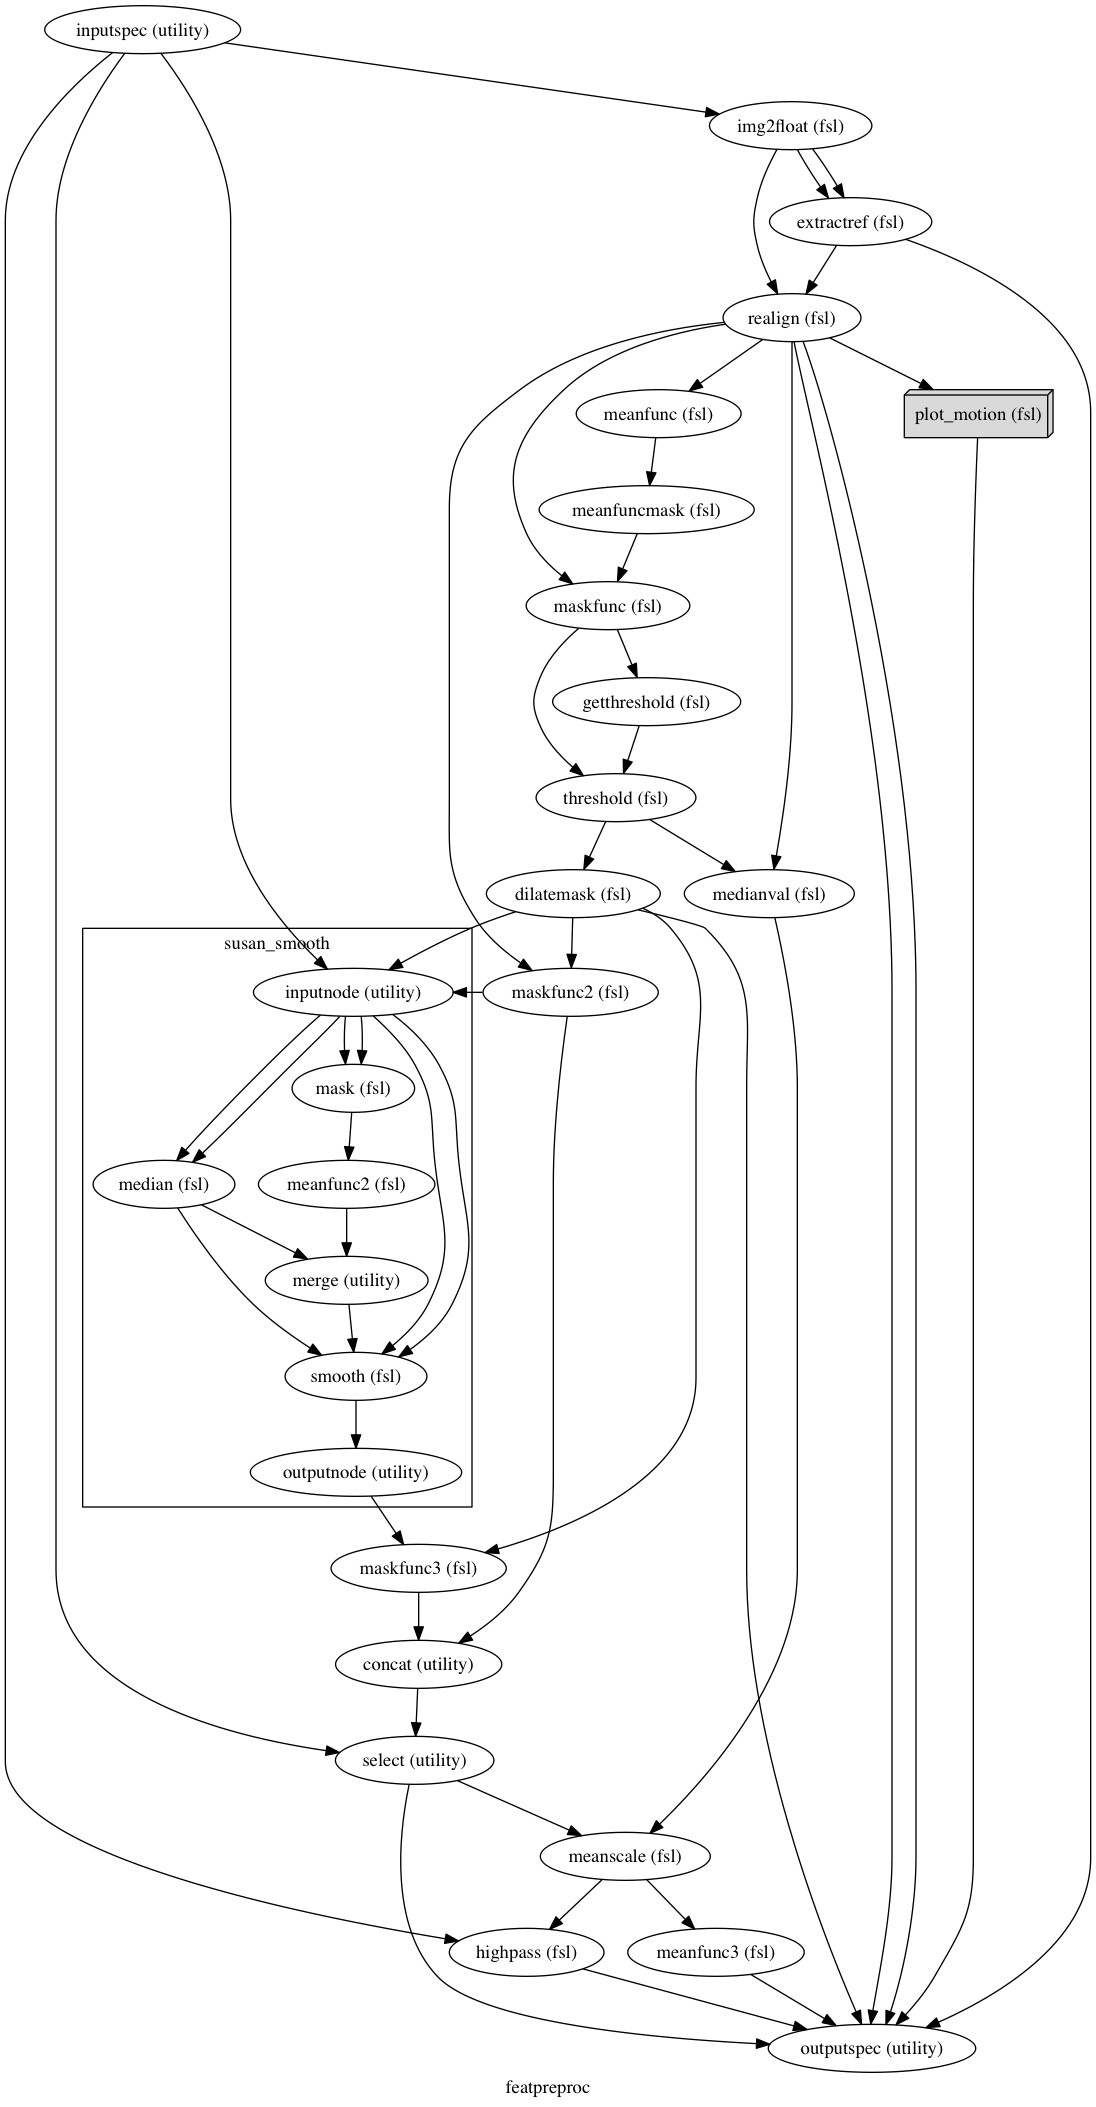 inputspec (utility)
img2float (fsl)
extractref (fsl)
realign (fsl)
meanfunc (fsl)
plot_motion (fsl)
meanfuncmask (fsl)
maskfunc (fsl)
getthreshold (fsl)
threshold (fsl)
dilatemask (fsl)
medianval (fsl)
susan_smooth
inputnode (utility)
maskfunc2 (fsl)
mask (fsl)
median (fsl)
meanfunc2 (fsl)
merge (utility)
smooth (fsl)
outputnode (utility)
maskfunc3 (fsl)
concat (utility)
select (utility)
meanscale (fsl)
highpass (fsl)
meanfunc3 (fsl)
outputspec (utility)
featpreproc